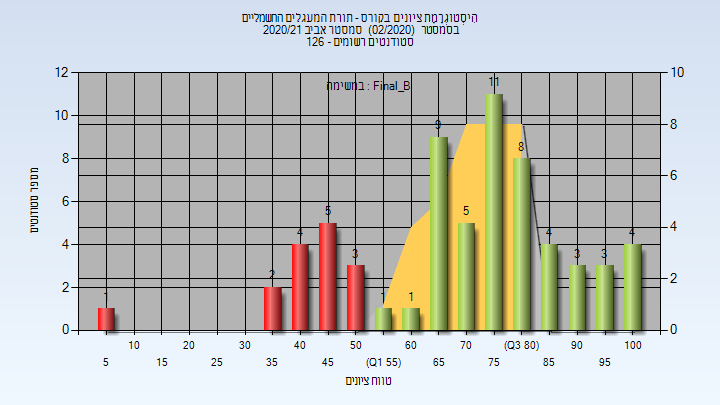 היסטוגרמת ציונים בקורס - תורת המעגלים החשמליים
בסמסטר (02/2020) סמסטר אביב 2020/21
סטודנטים רשומים - 126
במשימה : Final_B
12 10 8 6 4 2 0
10 8 6 4 2 0
מספר סטודנטים
1 2 4 5 3 1 1 9 5 11 8 4 3 3 4
10 20 30 40 50 60 70 (Q3 80) 90 100
5 15 25 35 45 (Q1 55) 65 75 85 95
טווח ציונים